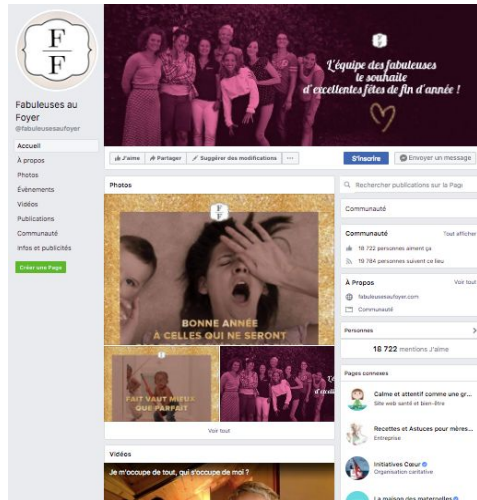 F
F
L'équipe des fabuleuses
te souhaite
d'excellentes fêtes de fin d'année !
Fabuleuses au
Foyer
@fabuleusesaufoyer
Accueil
À propos
Photos
Évènements
Vidéos
Publications
Communauté
Infos et publicités
Créer une Page
J'aime
Partager
Suggérer des modifications
S'inscrire
Envoyer un message
Photos
F
F
BONNE ANNÉE
À CELLES QUI NE SERONT
FAIT VAUT MIEUX
QUE PARFAIT
Voir tout
Vidéos
Je m'occupe de tout, qui s'occupe de moi ?
Rechercher publications sur la Page
Communauté
Communauté
Tout afficher
18 722 personnes aiment ça
18 784 personnes suivent ce lieu
À Propos
Voir tout
fabuleusesaufoyer.com
Communauté
Personnes
18 722 mentions J'aime
Pages connexes
Calme et attentif comme une gr...
Site web santé et bien-être
Recettes et Astuces pour mères...
Entreprise
Initiatives Cœur
Organisation caritative
La maison des maternelles